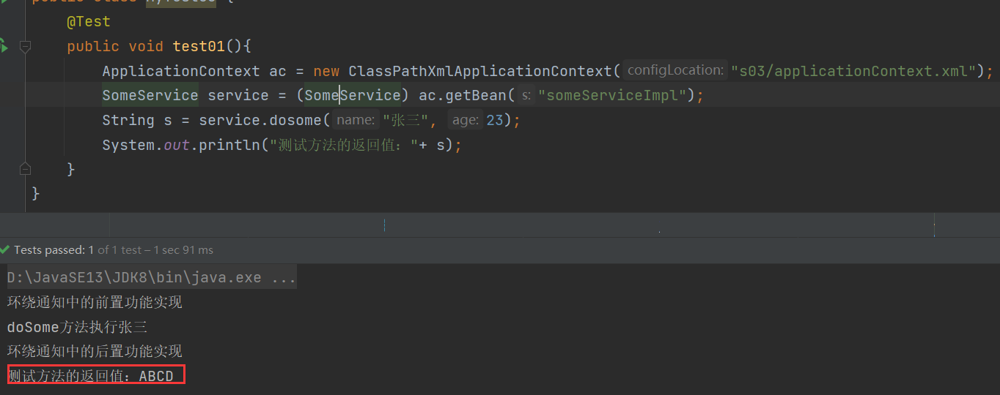 public class MyTest03 {
@Test
public void test01(){
ApplicationContext ac = new ClassPathXmlApplicationContext( configLocation: "s03/applicationContext.xml");
SomeService service = (SomeService) ac.getBean( s: "someServiceImpl");
String s = service.dosome( name: "张三", age: 23);
System.out.println("测试方法的返回值："+ s);
}
}
Tests passed: 1 of 1 test – 1 sec 91 ms
D:\JavaSE13\JDK8\bin\java.exe ...
环绕通知中的前置功能实现
doSome方法执行张三
环绕通知中的后置功能实现
测试方法的返回值：ABCD